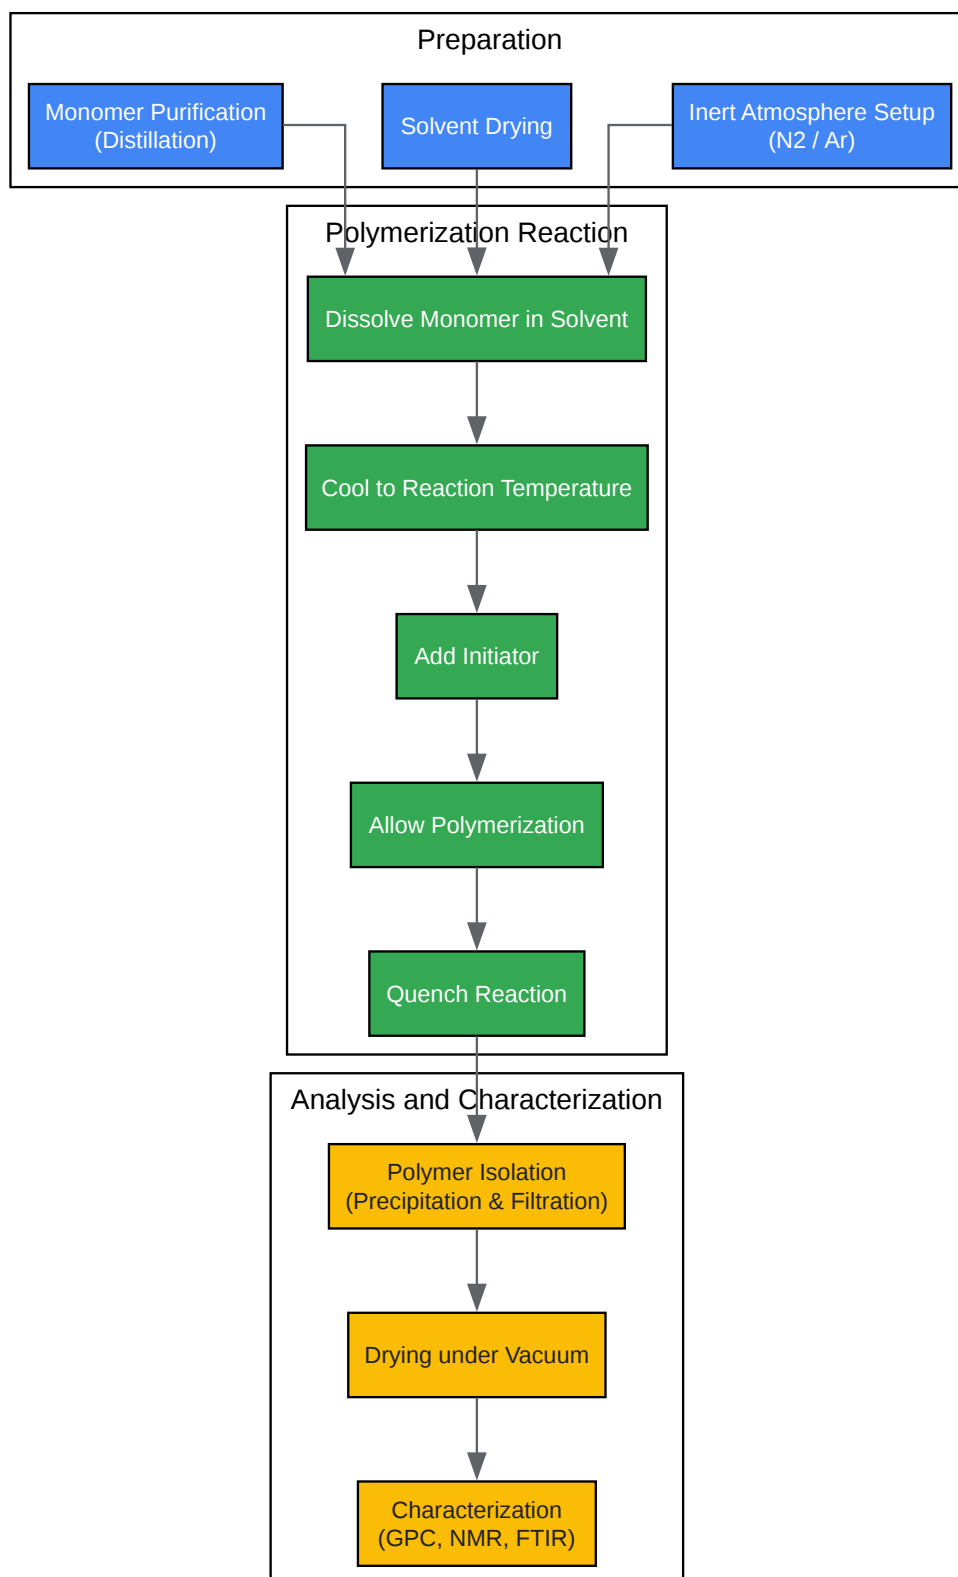 Preparation
Monomer Purification
(Distillation)
Solvent Drying
Inert Atmosphere Setup
(N2 / Ar)
Polymerization Reaction
Dissolve Monomer in Solvent
Cool to Reaction Temperature
Add Initiator
Allow Polymerization
Quench Reaction
Analysis and Characterization
Polymer Isolation
(Precipitation & Filtration)
Drying under Vacuum
Characterization
(GPC, NMR, FTIR)